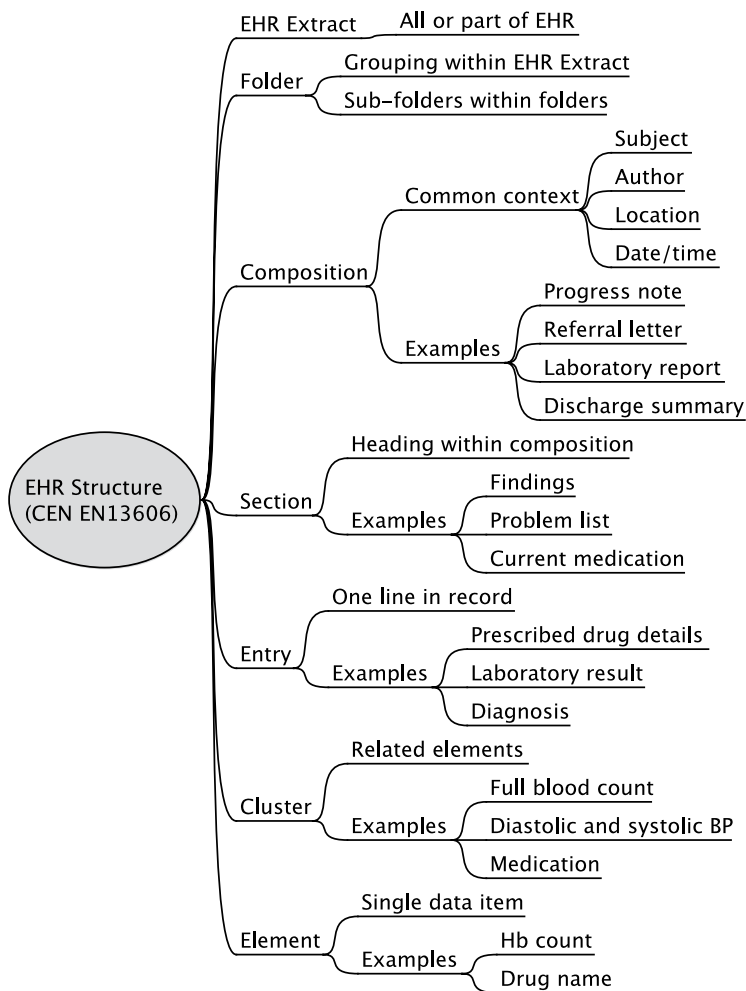 EHR Structure
(CEN EN13606)
EHR Extract
All or part of EHR
Folder
Grouping within EHR Extract
Sub-folders within folders
Composition
Common context
Subject
Author
Location
Date/time
Examples
Progress note
Referral letter
Laboratory report
Discharge summary
Section
Heading within composition
Examples
Findings
Problem list
Current medication
Entry
One line in record
Examples
Prescribed drug details
Laboratory result
Diagnosis
Cluster
Related elements
Examples
Full blood count
Diastolic and systolic BP
Medication
Element
Single data item
Examples
Hb count
Drug name